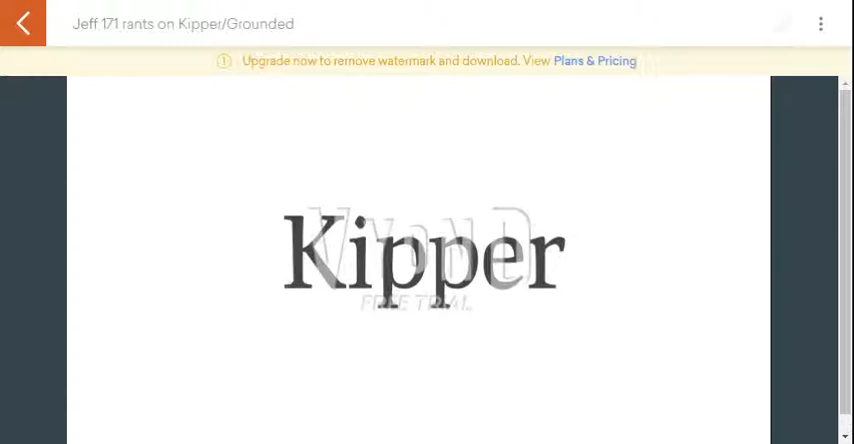 Jeff 171 rants on Kipper/Grounded
Upgrade now to remove watermark and download. View Plans & Pricing
Kipper
VYOND
FREE TRIAL